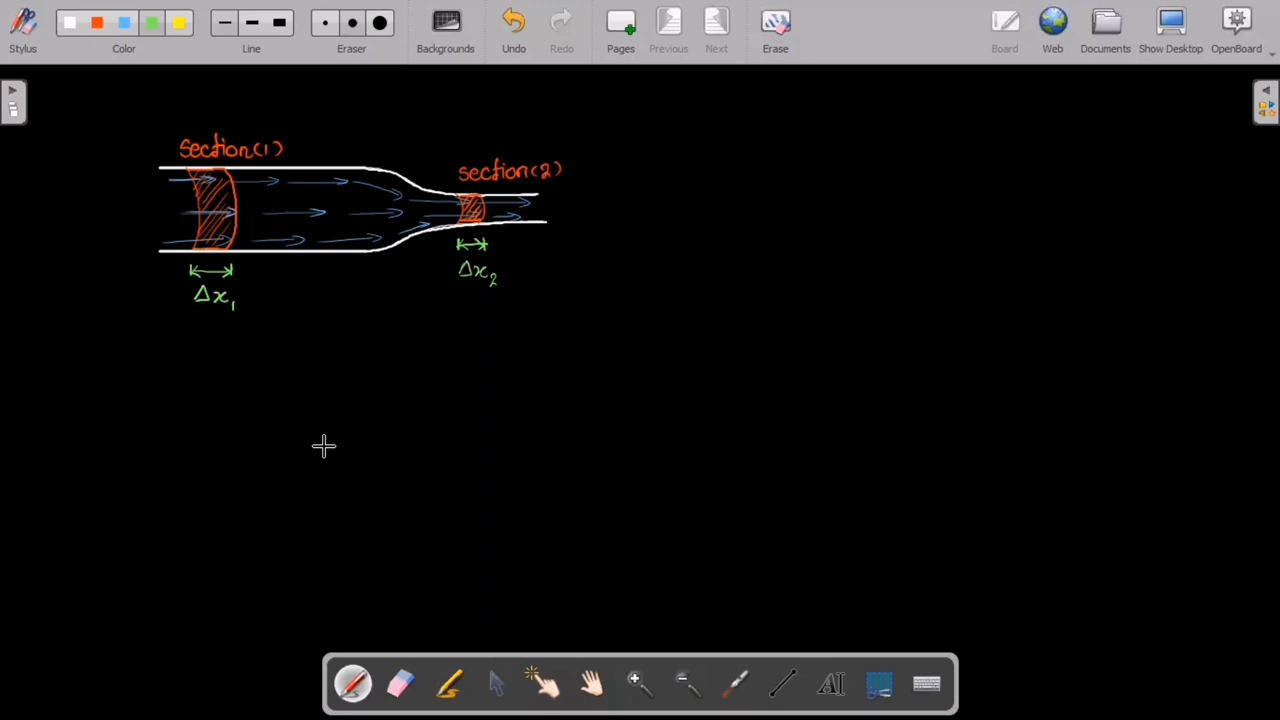 Stylus
Color
Line
Eraser
Backgrounds
Undo
Redo
Pages
Previous
Next
Erase
Board
Web
Documents
Show Desktop
OpenBoard
section(1)
section(2)
Δx₂
Δx₁
AI